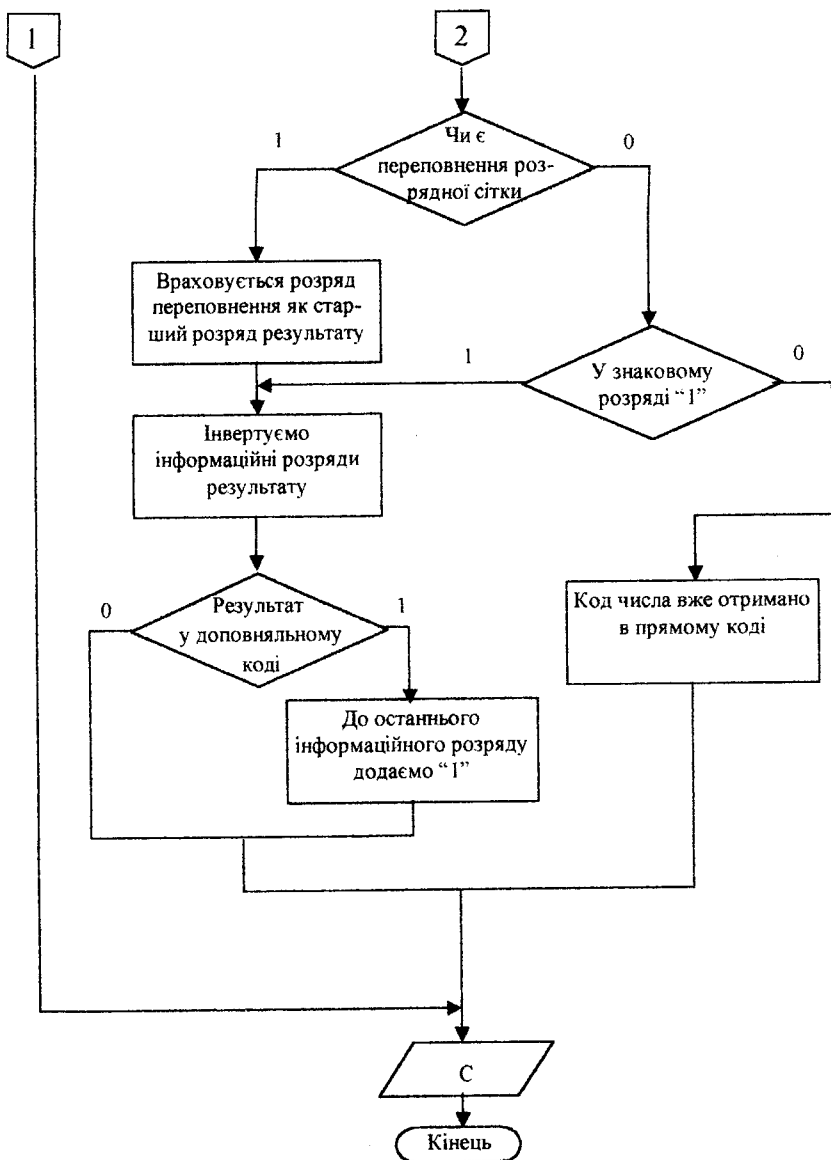 1
2
Чи є
переповнення роз-
рядної сітки
1
0
Враховується розряд
переповнення як стар-
ший розряд результату
У знаковому
розряді “1”
1
0
Інвертуємо
інформаційні розряди
результату
Результат
у доповняльному
коді
0
1
Код числа вже отримано
в прямому коді
До останнього
інформаційного розряду
додаємо “1”
С
Кінець